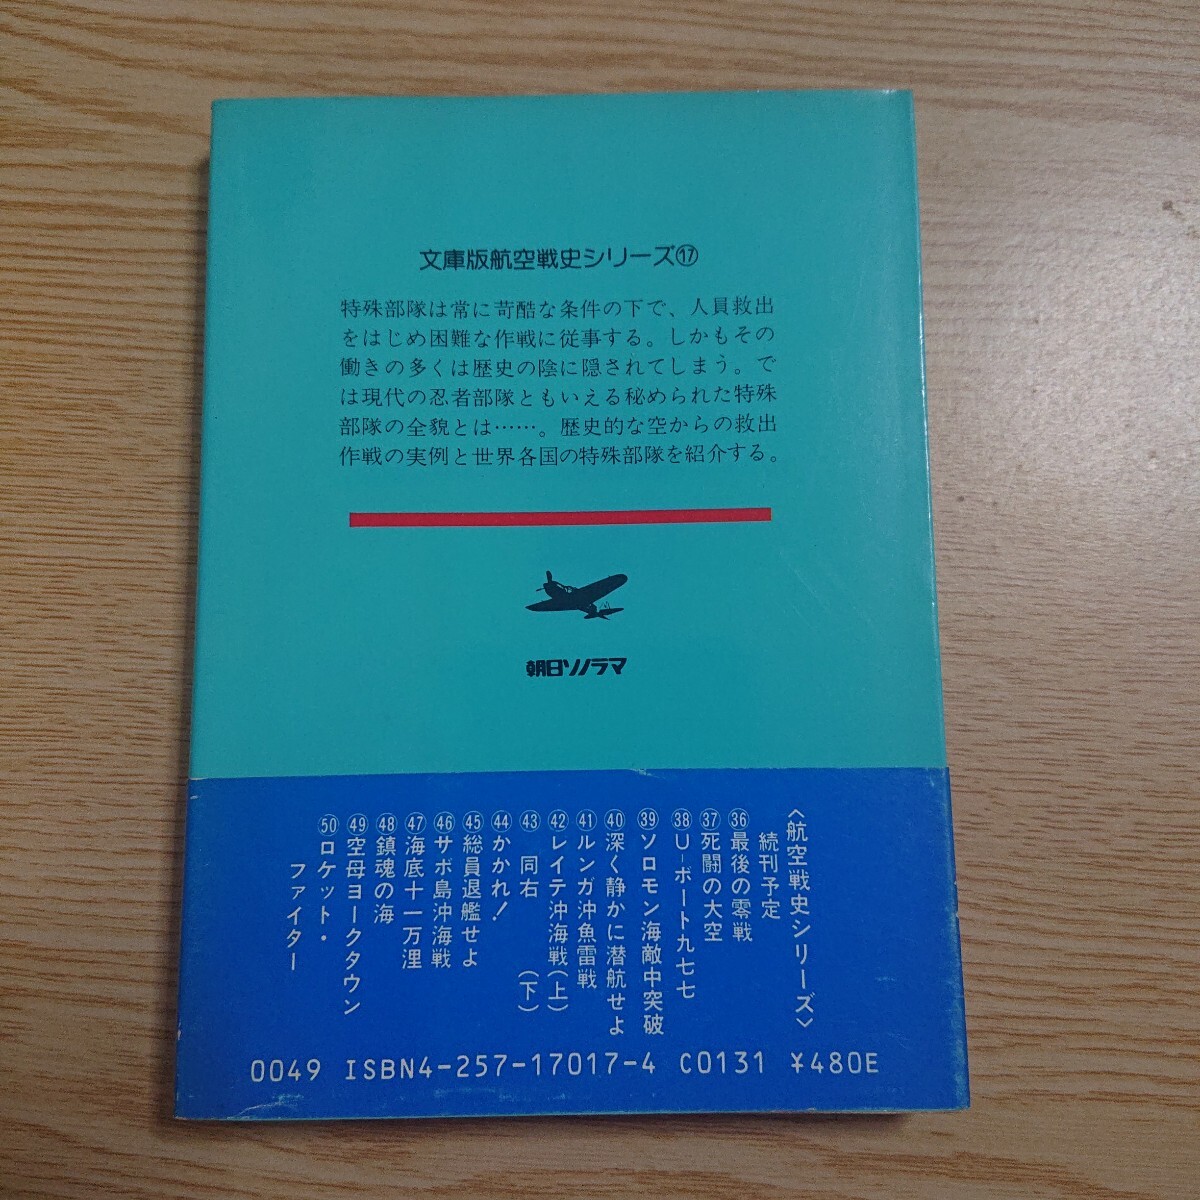 文庫版航空戦史シリーズ⑰
特殊部隊は常に苛酷な条件の下で、人員救出
をはじめ困難な作戦に従事する。しかもその
働きの多くは歴史の陰に隠されてしまう。で
は現代の忍者部隊ともいえる秘められた特殊
部隊の全貌とは……。歴史的な空からの救出
作戦の実例と世界各国の特殊部隊を紹介する。
朝日ソノラマ
〈航空戦史シリーズ〉
続刊予定
㊱最後の零戦
㊲死闘の大空
㊳U-ボート九七七
㊴ソロモン海敵中突破
㊵深く静かに潜航せよ
㊶ルンガ沖魚雷戦
㊷レイテ沖海戦(上)
㊸同右(下)
㊹かかれ!
㊺総員退艦せよ
㊻サボ島沖海戦
㊼海底十一万浬
㊽鎮魂の海
㊾空母ヨークタウン
㊿ロケット・
ファイター
0049 ISBN4-257-17017-4 C0131 ¥480E